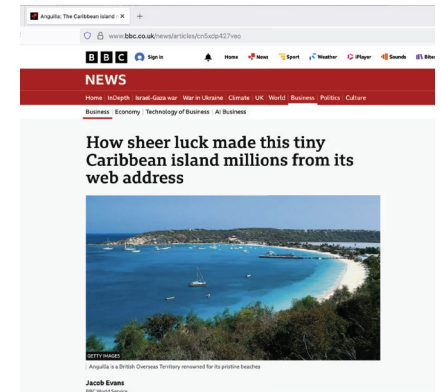 Anguilla: The Caribbean island
www.bbc.co.uk/news/articles/cn5xdp427veo
BBC Sign in Home News Sport Weather iPlayer Sounds Bites
NEWS
Home InDepth Israel-Gaza war War in Ukraine Climate UK World Business Politics Culture
Business Economy Technology of Business AI Business
How sheer luck made this tiny
Caribbean island millions from its
web address
GETTY IMAGES
Anguilla is a British Overseas Territory renowned for its pristine beaches
Jacob Evans
BBC World Service